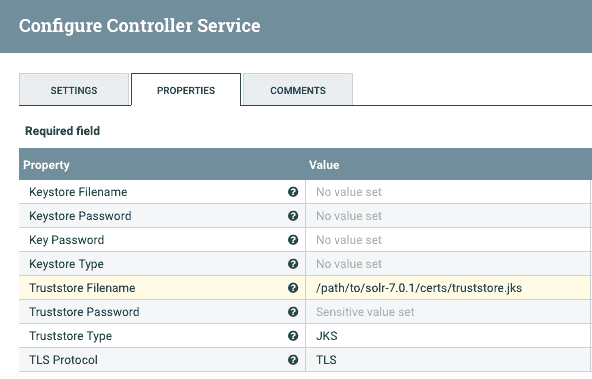 Configure Controller Service
SETTINGS PROPERTIES COMMENTS
Required field
Property Value
Keystore Filename ? No value set
Keystore Password ? No value set
Key Password ? No value set
Keystore Type ? No value set
Truststore Filename ? /path/to/solr-7.0.1/certs/truststore.jks
Truststore Password ? Sensitive value set
Truststore Type ? JKS
TLS Protocol ? TLS